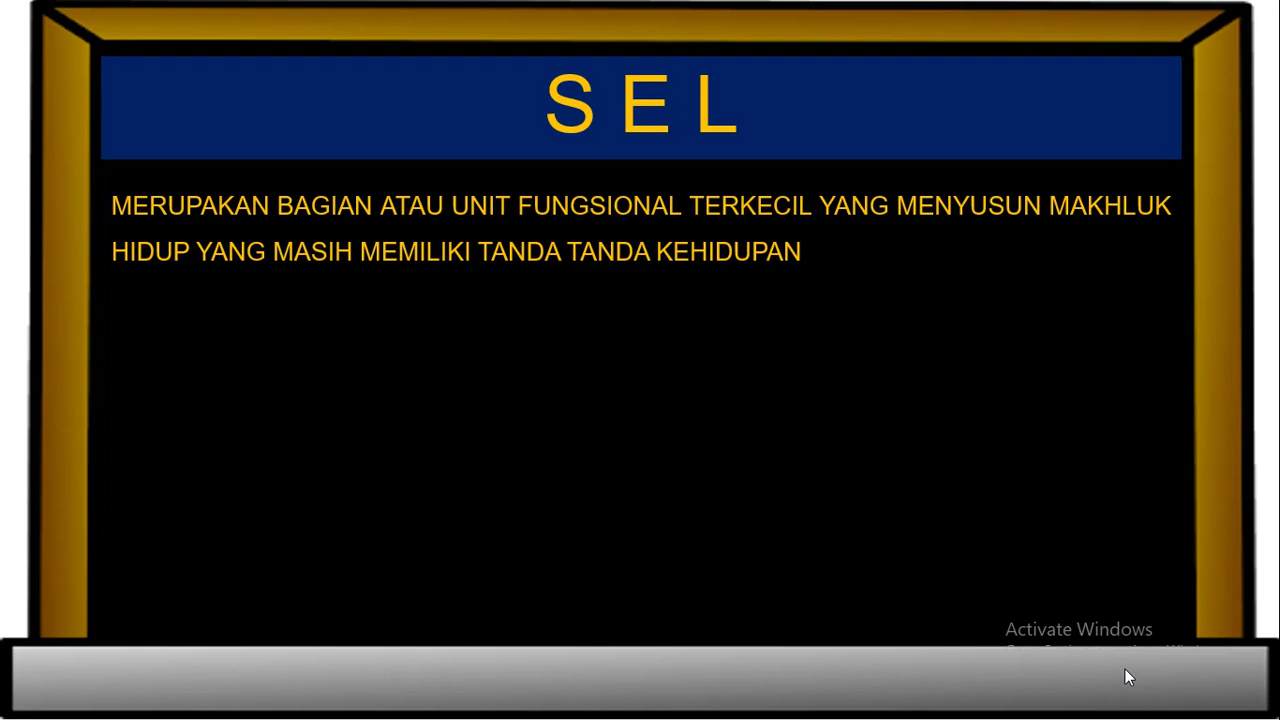 S E L
MERUPAKAN BAGIAN ATAU UNIT FUNGSIONAL TERKECIL YANG MENYUSUN MAKHLUK
HIDUP YANG MASIH MEMILIKI TANDA TANDA KEHIDUPAN
Activate Windows